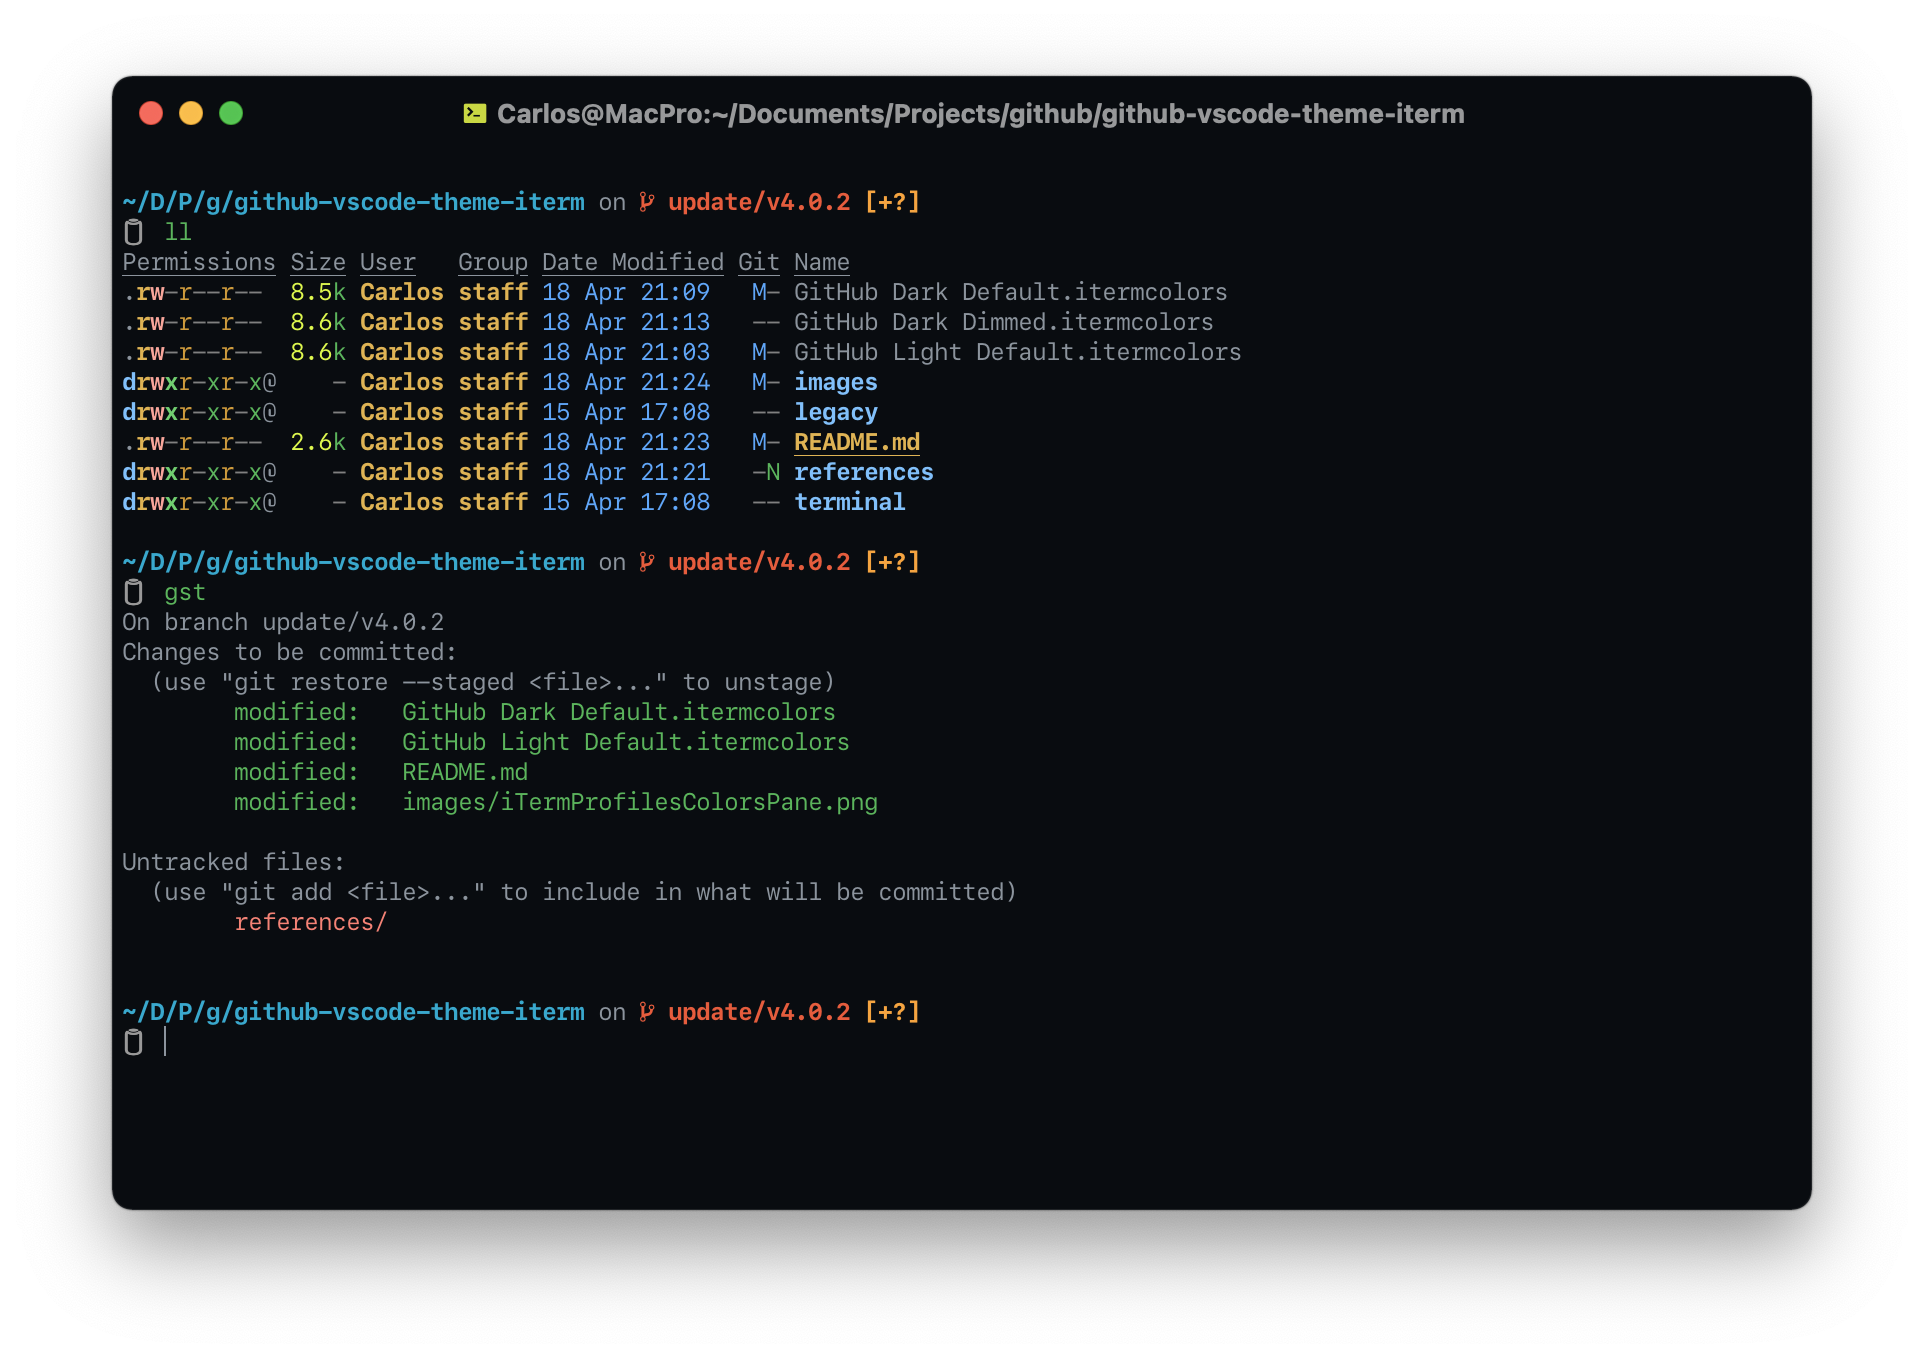 Carlos@MacPro:~/Documents/Projects/github/github-vscode-theme-iterm
~/D/P/g/github-vscode-theme-iterm on update/v4.0.2 [+?]
ll
Permissions Size User   Group  Date Modified Git Name
.rw-r--r--  8.5k Carlos staff 18 Apr 21:09   M- GitHub Dark Default.itermcolors
.rw-r--r--  8.6k Carlos staff 18 Apr 21:13   -- GitHub Dark Dimmed.itermcolors
.rw-r--r--  8.6k Carlos staff 18 Apr 21:03   M- GitHub Light Default.itermcolors
drwxr-xr-x@    - Carlos staff 18 Apr 21:24   M- images
drwxr-xr-x@    - Carlos staff 15 Apr 17:08   -- legacy
.rw-r--r--  2.6k Carlos staff 18 Apr 21:23   M- README.md
drwxr-xr-x@    - Carlos staff 18 Apr 21:21   -N references
drwxr-xr-x@    - Carlos staff 15 Apr 17:08   -- terminal
~/D/P/g/github-vscode-theme-iterm on update/v4.0.2 [+?]
gst
On branch update/v4.0.2
Changes to be committed:
  (use "git restore --staged <file>..." to unstage)
        modified:   GitHub Dark Default.itermcolors
        modified:   GitHub Light Default.itermcolors
        modified:   README.md
        modified:   images/iTermProfilesColorsPane.png
Untracked files:
  (use "git add <file>..." to include in what will be committed)
        references/
~/D/P/g/github-vscode-theme-iterm on update/v4.0.2 [+?]